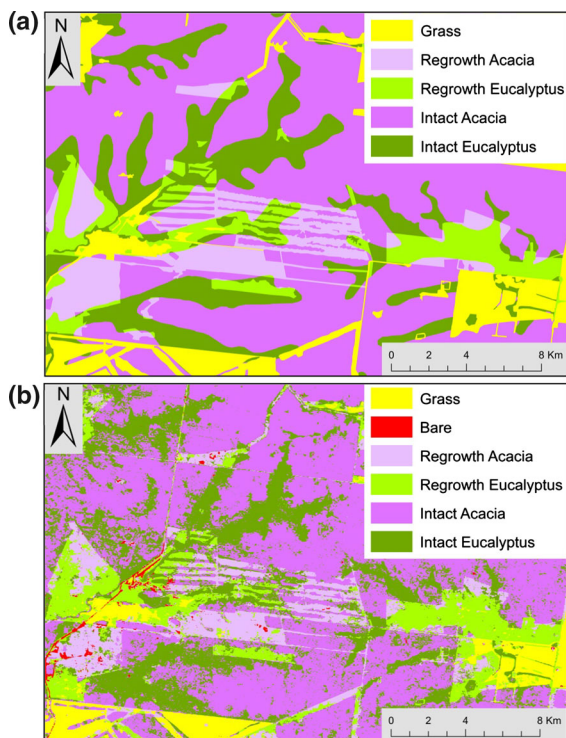 (a)
N
Grass
Regrowth Acacia
Regrowth Eucalyptus
Intact Acacia
Intact Eucalyptus
0 2 4 8 Km
(b)
N
Grass
Bare
Regrowth Acacia
Regrowth Eucalyptus
Intact Acacia
Intact Eucalyptus
0 2 4 8 Km